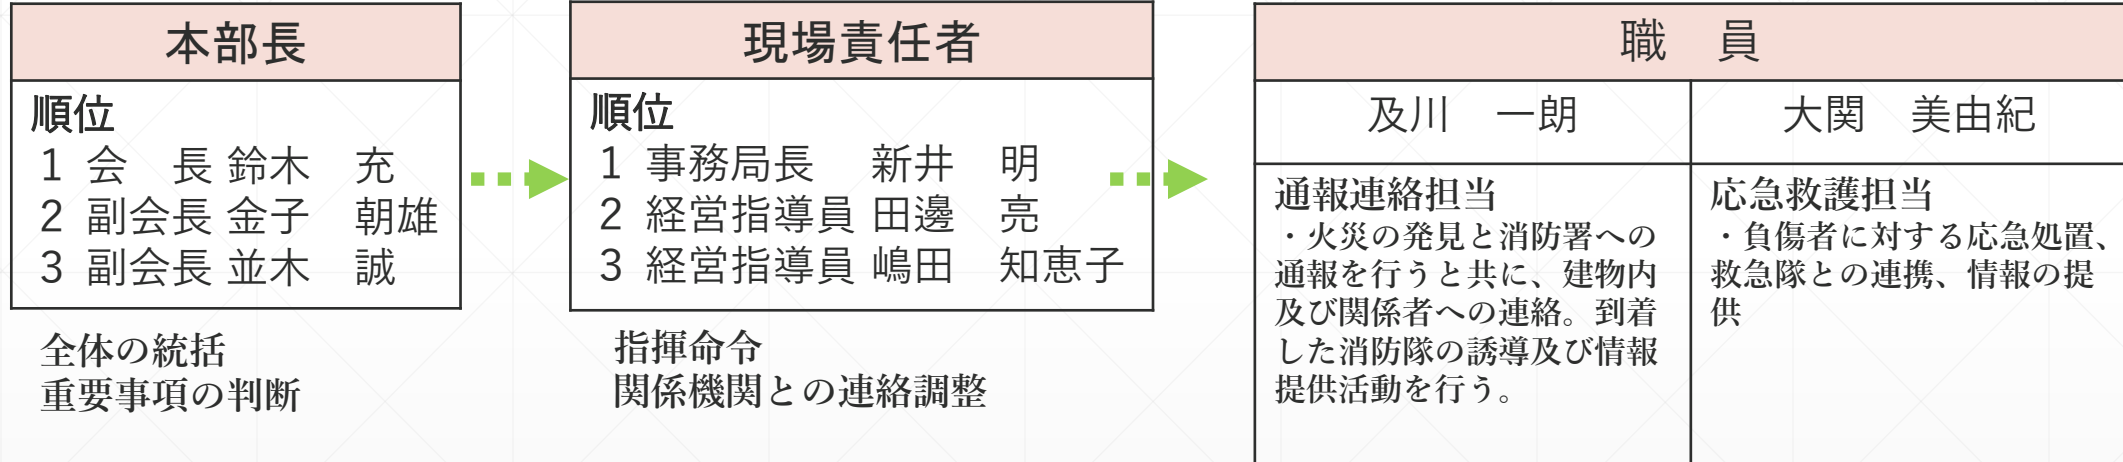 本部長
順位
1 会　長 鈴木　充
2 副会長 金子　朝雄
3 副会長 並木　誠
全体の統括
重要事項の判断
現場責任者
順位
1 事務局長　新井　明
2 経営指導員 田邊　亮
3 経営指導員 嶋田　知恵子
指揮命令
関係機関との連絡調整
職　員
及川　一朗
通報連絡担当
・火災の発見と消防署への
通報を行うと共に、建物内
及び関係者への連絡。到着
した消防隊の誘導及び情報
提供活動を行う。
大関　美由紀
応急救護担当
・負傷者に対する応急処置、
救急隊との連携、情報の提
供